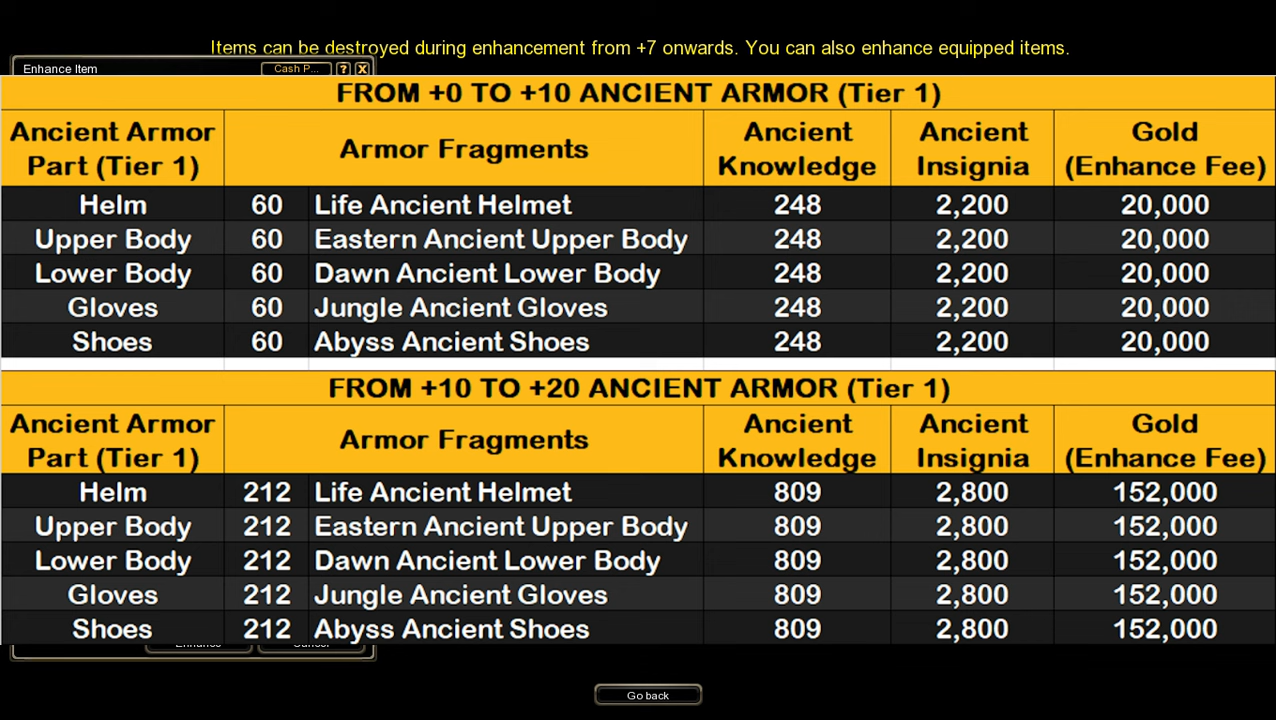 Items can be destroyed during enhancement from +7 onwards. You can also enhance equipped items.
Enhance Item Cash P... ? X
FROM +0 TO +10 ANCIENT ARMOR (Tier 1)
Ancient Armor Part (Tier 1) Armor Fragments Ancient Knowledge Ancient Insignia Gold (Enhance Fee)
Helm 60 Life Ancient Helmet 248 2,200 20,000
Upper Body 60 Eastern Ancient Upper Body 248 2,200 20,000
Lower Body 60 Dawn Ancient Lower Body 248 2,200 20,000
Gloves 60 Jungle Ancient Gloves 248 2,200 20,000
Shoes 60 Abyss Ancient Shoes 248 2,200 20,000
FROM +10 TO +20 ANCIENT ARMOR (Tier 1)
Ancient Armor Part (Tier 1) Armor Fragments Ancient Knowledge Ancient Insignia Gold (Enhance Fee)
Helm 212 Life Ancient Helmet 809 2,800 152,000
Upper Body 212 Eastern Ancient Upper Body 809 2,800 152,000
Lower Body 212 Dawn Ancient Lower Body 809 2,800 152,000
Gloves 212 Jungle Ancient Gloves 809 2,800 152,000
Shoes 212 Abyss Ancient Shoes 809 2,800 152,000
Enhance Cancel
Go back